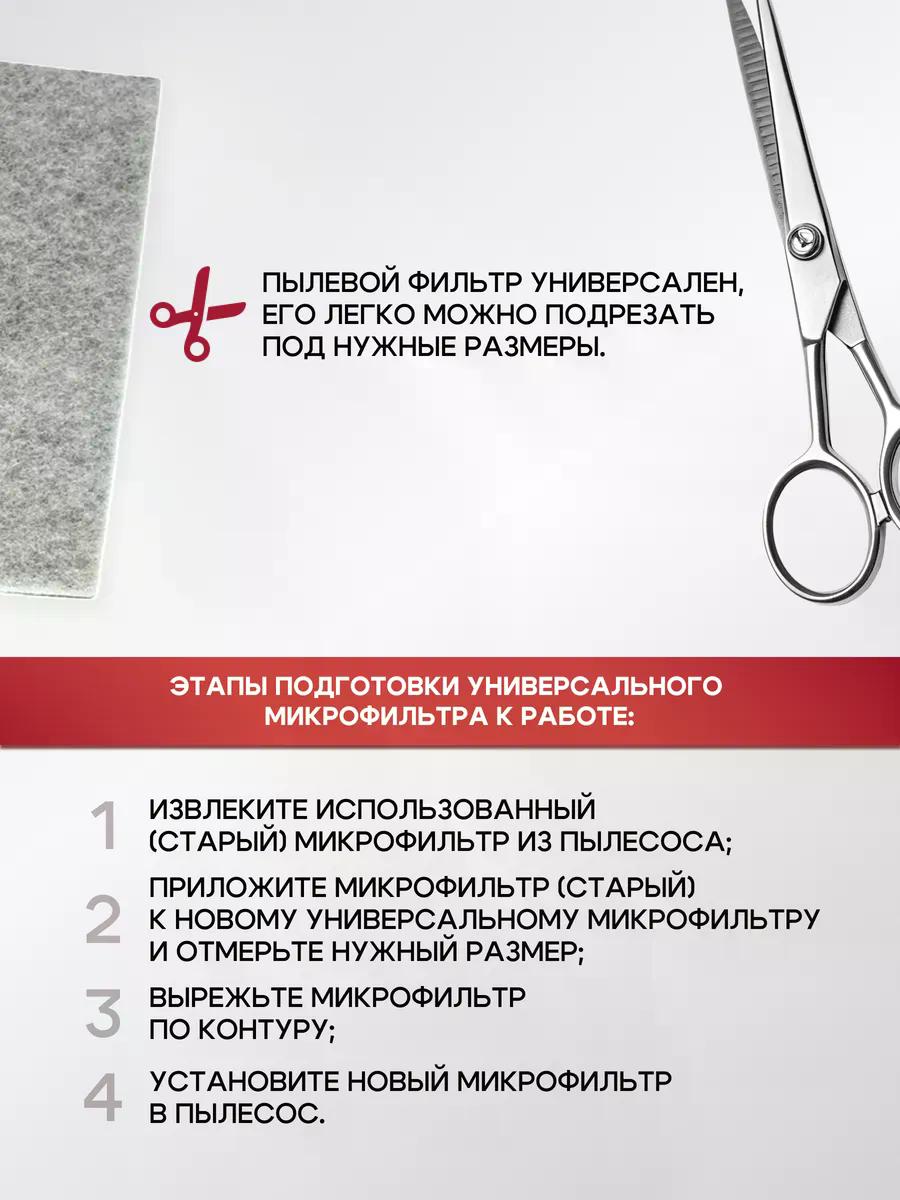 ПЫЛЕВОЙ ФИЛЬТР УНИВЕРСАЛЕН,
ЕГО ЛЕГКО МОЖНО ПОДРЕЗАТЬ
ПОД НУЖНЫЕ РАЗМЕРЫ.
ЭТАПЫ ПОДГОТОВКИ УНИВЕРСАЛЬНОГО
МИКРОФИЛЬТРА К РАБОТЕ:
1 ИЗВЛЕКИТЕ ИСПОЛЬЗОВАННЫЙ
(СТАРЫЙ) МИКРОФИЛЬТР ИЗ ПЫЛЕСОСА;
2 ПРИЛОЖИТЕ МИКРОФИЛЬТР (СТАРЫЙ)
К НОВОМУ УНИВЕРСАЛЬНОМУ МИКРОФИЛЬТРУ
И ОТМЕРЬТЕ НУЖНЫЙ РАЗМЕР;
3 ВЫРЕЖЬТЕ МИКРОФИЛЬТР
ПО КОНТУРУ;
4 УСТАНОВИТЕ НОВЫЙ МИКРОФИЛЬТР
В ПЫЛЕСОС.